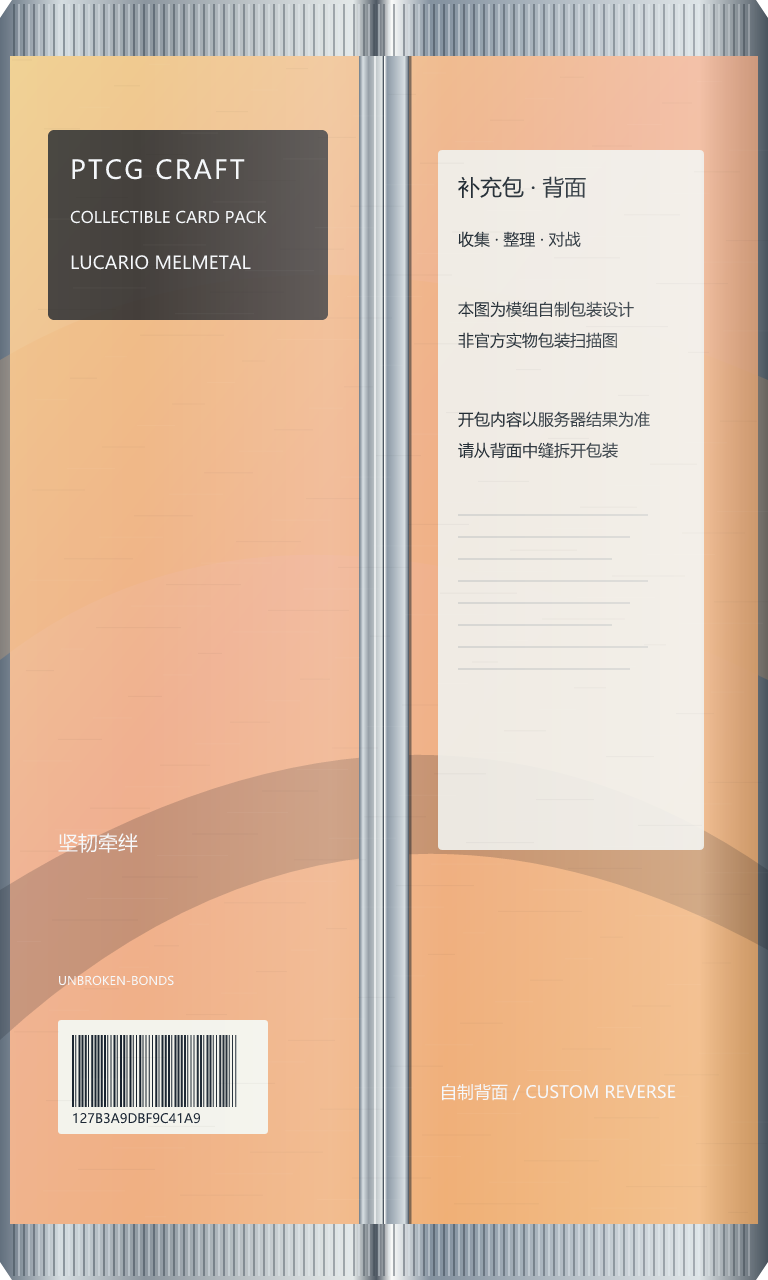 PTCG CRAFT
COLLECTIBLE CARD PACK
LUCARIO MELMETAL
坚韧牵绊
UNBROKEN-BONDS
127B3A9DBF9C41A9
补充包 · 背面
收集 · 整理 · 对战
本图为模组自制包装设计
非官方实物包装扫描图
开包内容以服务器结果为准
请从背面中缝拆开包装
自制背面 / CUSTOM REVERSE